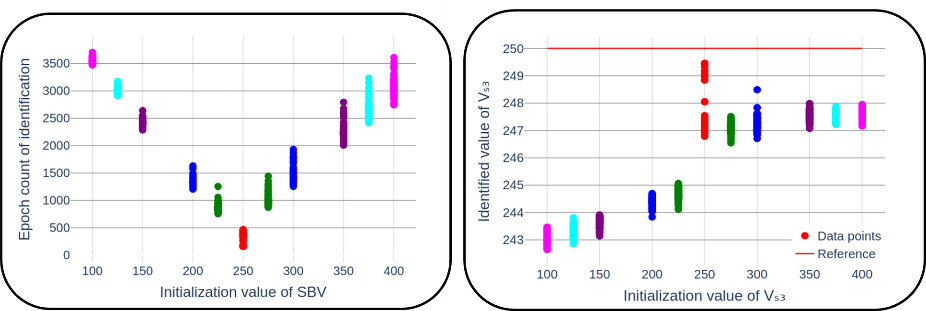 3500
3000
2500
2000
1500
1000
500
0
Epoch count of identification
100 150 200 250 300 350 400
Initialization value of SBV
250
249
248
247
246
245
244
243
Identified value of Vₛ₃
Data points
Reference
100 150 200 250 300 350 400
Initialization value of Vₛ₃